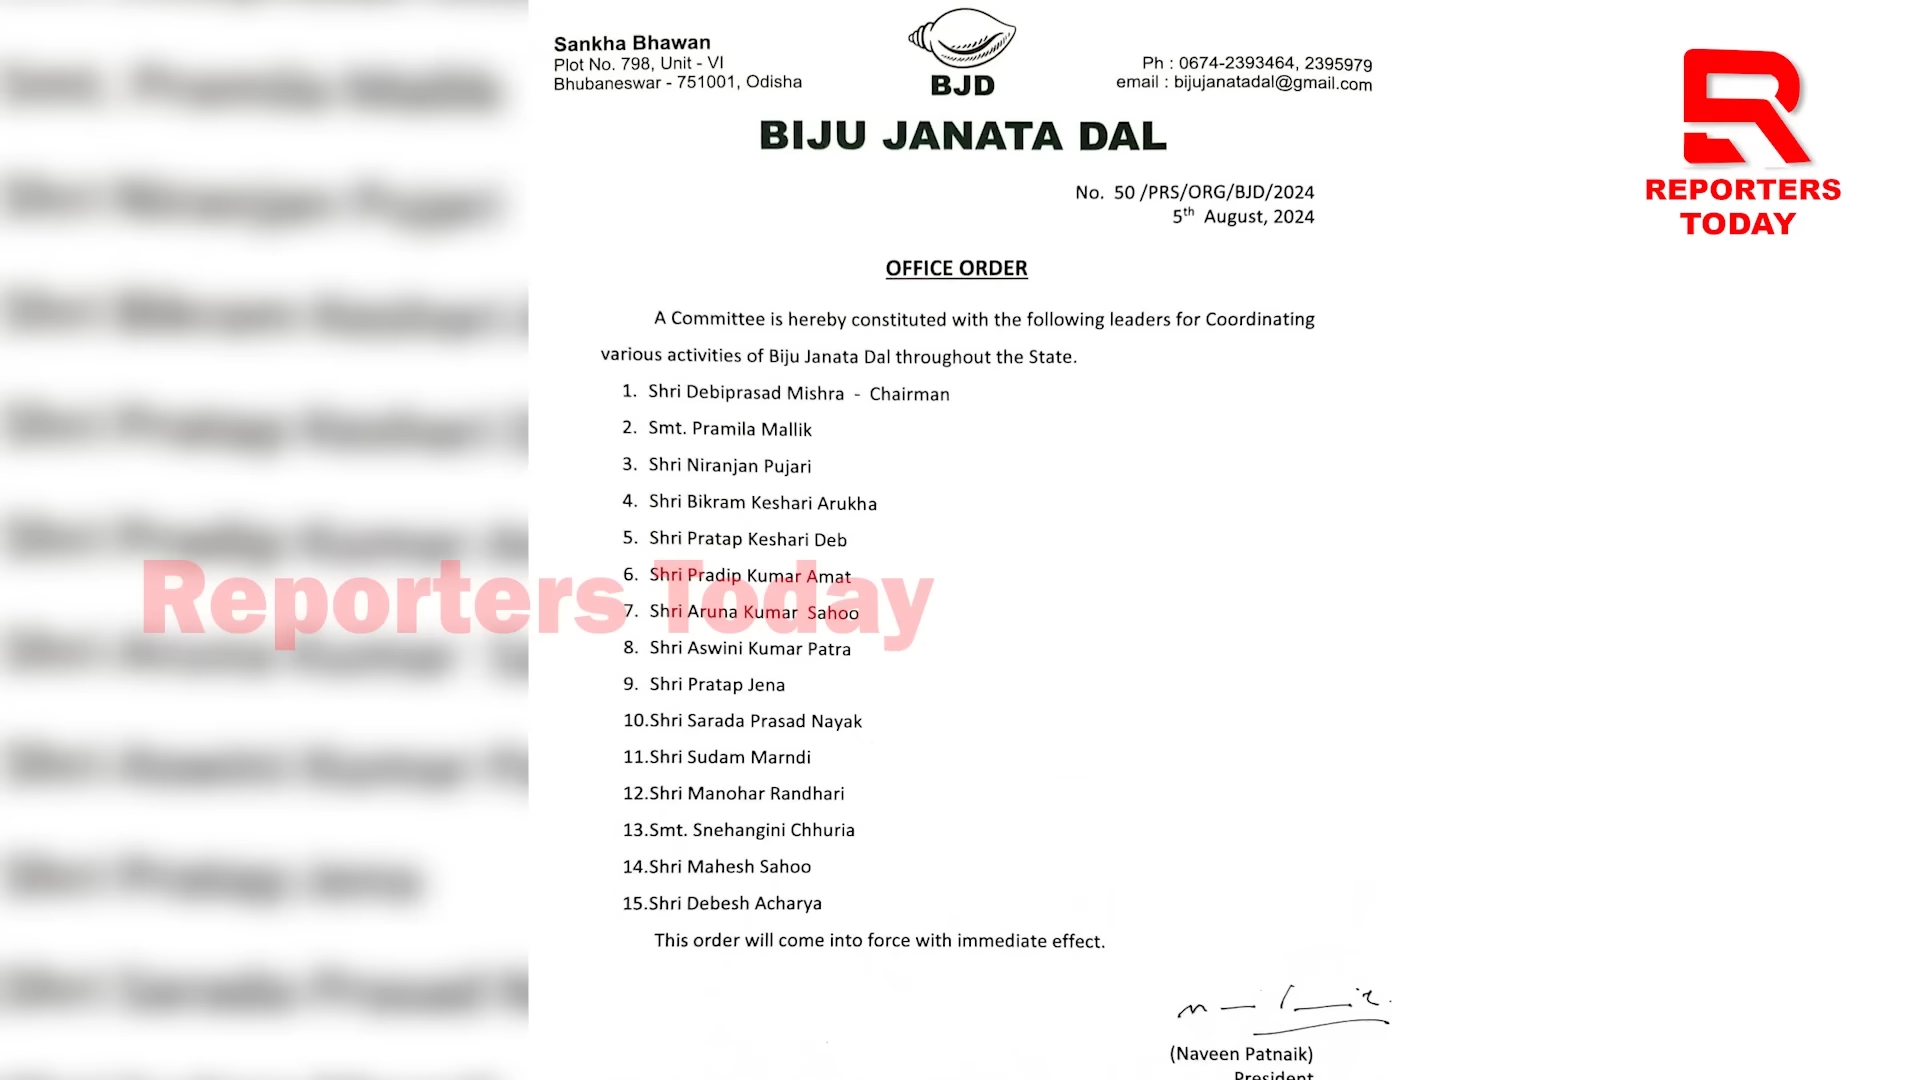 Sankha Bhawan
Plot No. 798, Unit - VI
Bhubaneswar - 751001, Odisha
BJD
Ph : 0674-2393464, 2395979
email : bijujanatadal@gmail.com
BIJU JANATA DAL
REPORTERS
TODAY
No. 50 /PRS/ORG/BJD/2024
5th August, 2024
OFFICE ORDER
A Committee is hereby constituted with the following leaders for Coordinating
various activities of Biju Janata Dal throughout the State.
1. Shri Debiprasad Mishra - Chairman
2. Smt. Pramila Mallik
3. Shri Niranjan Pujari
4. Shri Bikram Keshari Arukha
5. Shri Pratap Keshari Deb
6. Shri Pradip Kumar Amat
Reporters Today
7. Shri Aruna Kumar Sahoo
8. Shri Aswini Kumar Patra
9. Shri Pratap Jena
10.Shri Sarada Prasad Nayak
11.Shri Sudam Marndi
12.Shri Manohar Randhari
13.Smt. Snehangini Chhuria
14.Shri Mahesh Sahoo
15.Shri Debesh Acharya
This order will come into force with immediate effect.
(Naveen Patnaik)
President